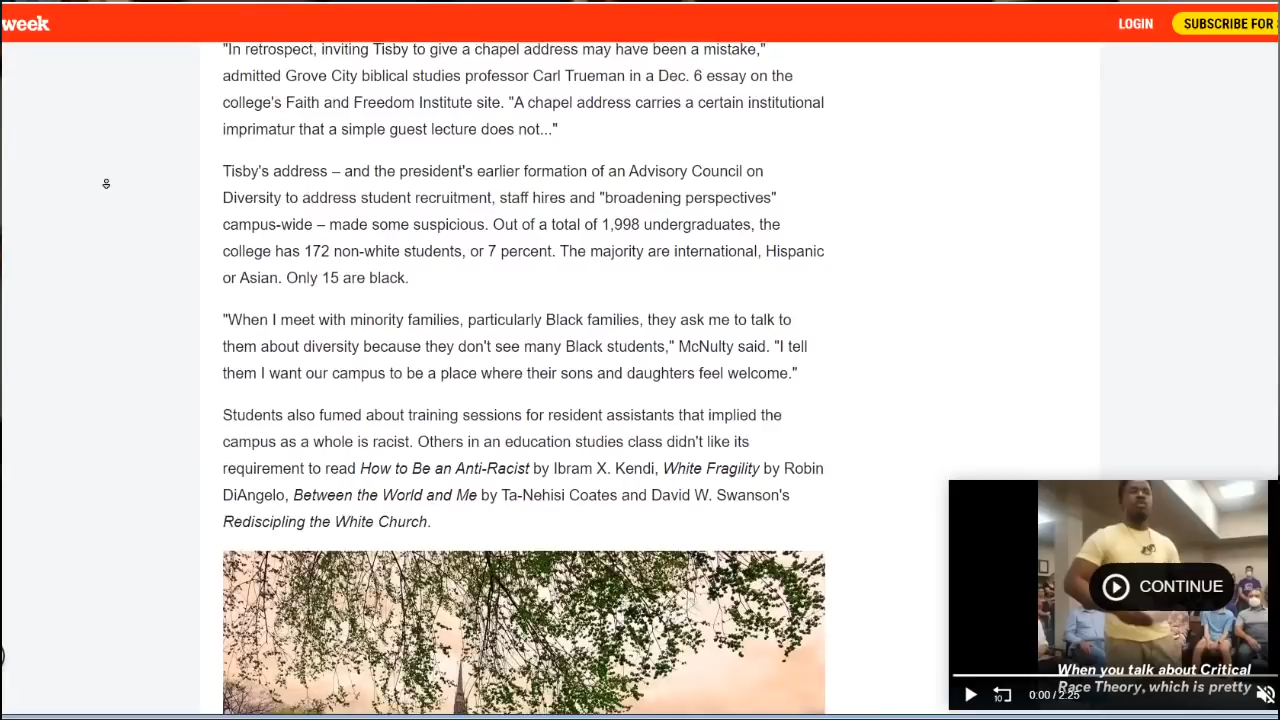 week
LOGIN
SUBSCRIBE FOR
"In retrospect, inviting Tisby to give a chapel address may have been a mistake,"
admitted Grove City biblical studies professor Carl Trueman in a Dec. 6 essay on the
college's Faith and Freedom Institute site. "A chapel address carries a certain institutional
imprimatur that a simple guest lecture does not..."
Tisby's address – and the president's earlier formation of an Advisory Council on
Diversity to address student recruitment, staff hires and "broadening perspectives"
campus-wide – made some suspicious. Out of a total of 1,998 undergraduates, the
college has 172 non-white students, or 7 percent. The majority are international, Hispanic
or Asian. Only 15 are black.
"When I meet with minority families, particularly Black families, they ask me to talk to
them about diversity because they don't see many Black students," McNulty said. "I tell
them I want our campus to be a place where their sons and daughters feel welcome."
Students also fumed about training sessions for resident assistants that implied the
campus as a whole is racist. Others in an education studies class didn't like its
requirement to read How to Be an Anti-Racist by Ibram X. Kendi, White Fragility by Robin
DiAngelo, Between the World and Me by Ta-Nehisi Coates and David W. Swanson's
Rediscipling the White Church.
CONTINUE
When you talk about Critical
Race Theory, which is pretty
10
0:00 / 2:25